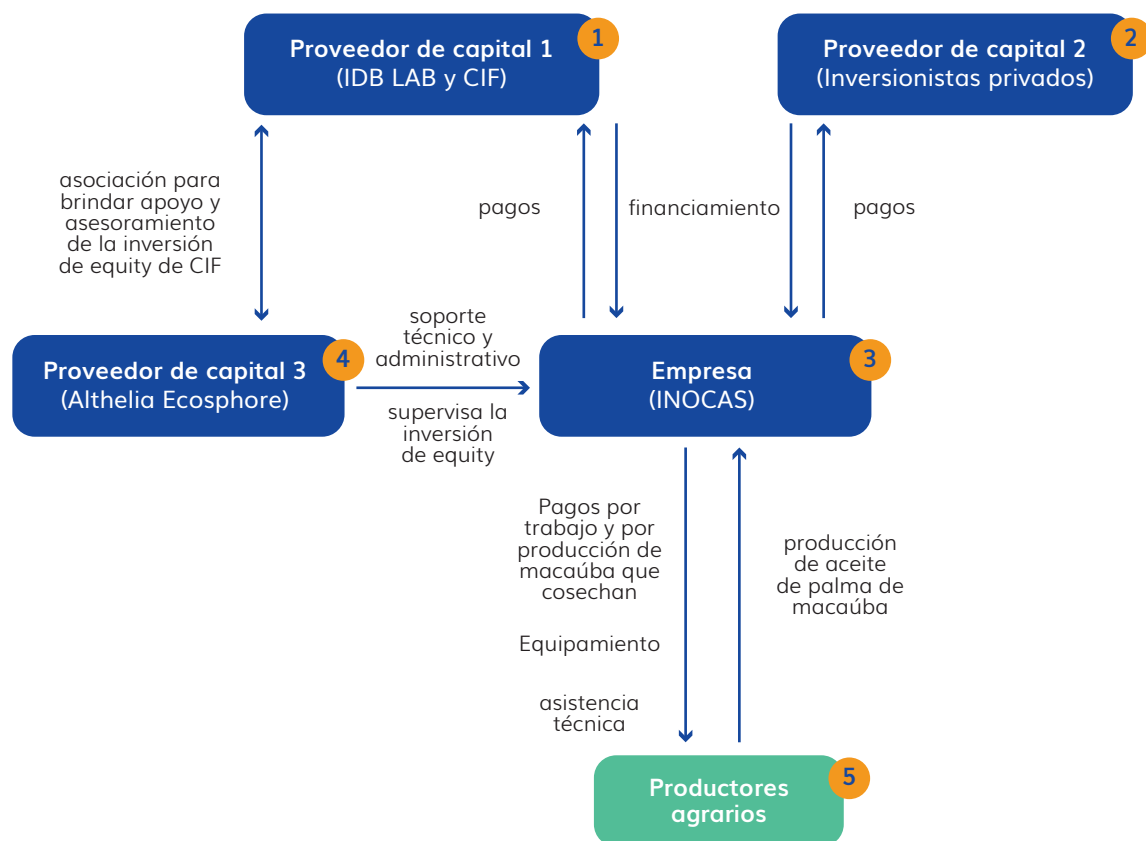 Proveedor de capital 1
(IDB LAB y CIF)
1
Proveedor de capital 2
(Inversionistas privados)
2
asociación para
brindar apoyo y
asesoramiento
de la inversión
de equity de CIF
pagos
financiamiento
pagos
Proveedor de capital 3
(Althelia Ecosphore)
4
soporte
técnico y
administrativo
supervisa la
inversión
de equity
Empresa
(INOCAS)
3
Pagos por
trabajo y por
producción de
macaúba que
cosechan
Equipamiento
asistencia
técnica
producción
de aceite
de palma de
macaúba
Productores
agrarios
5